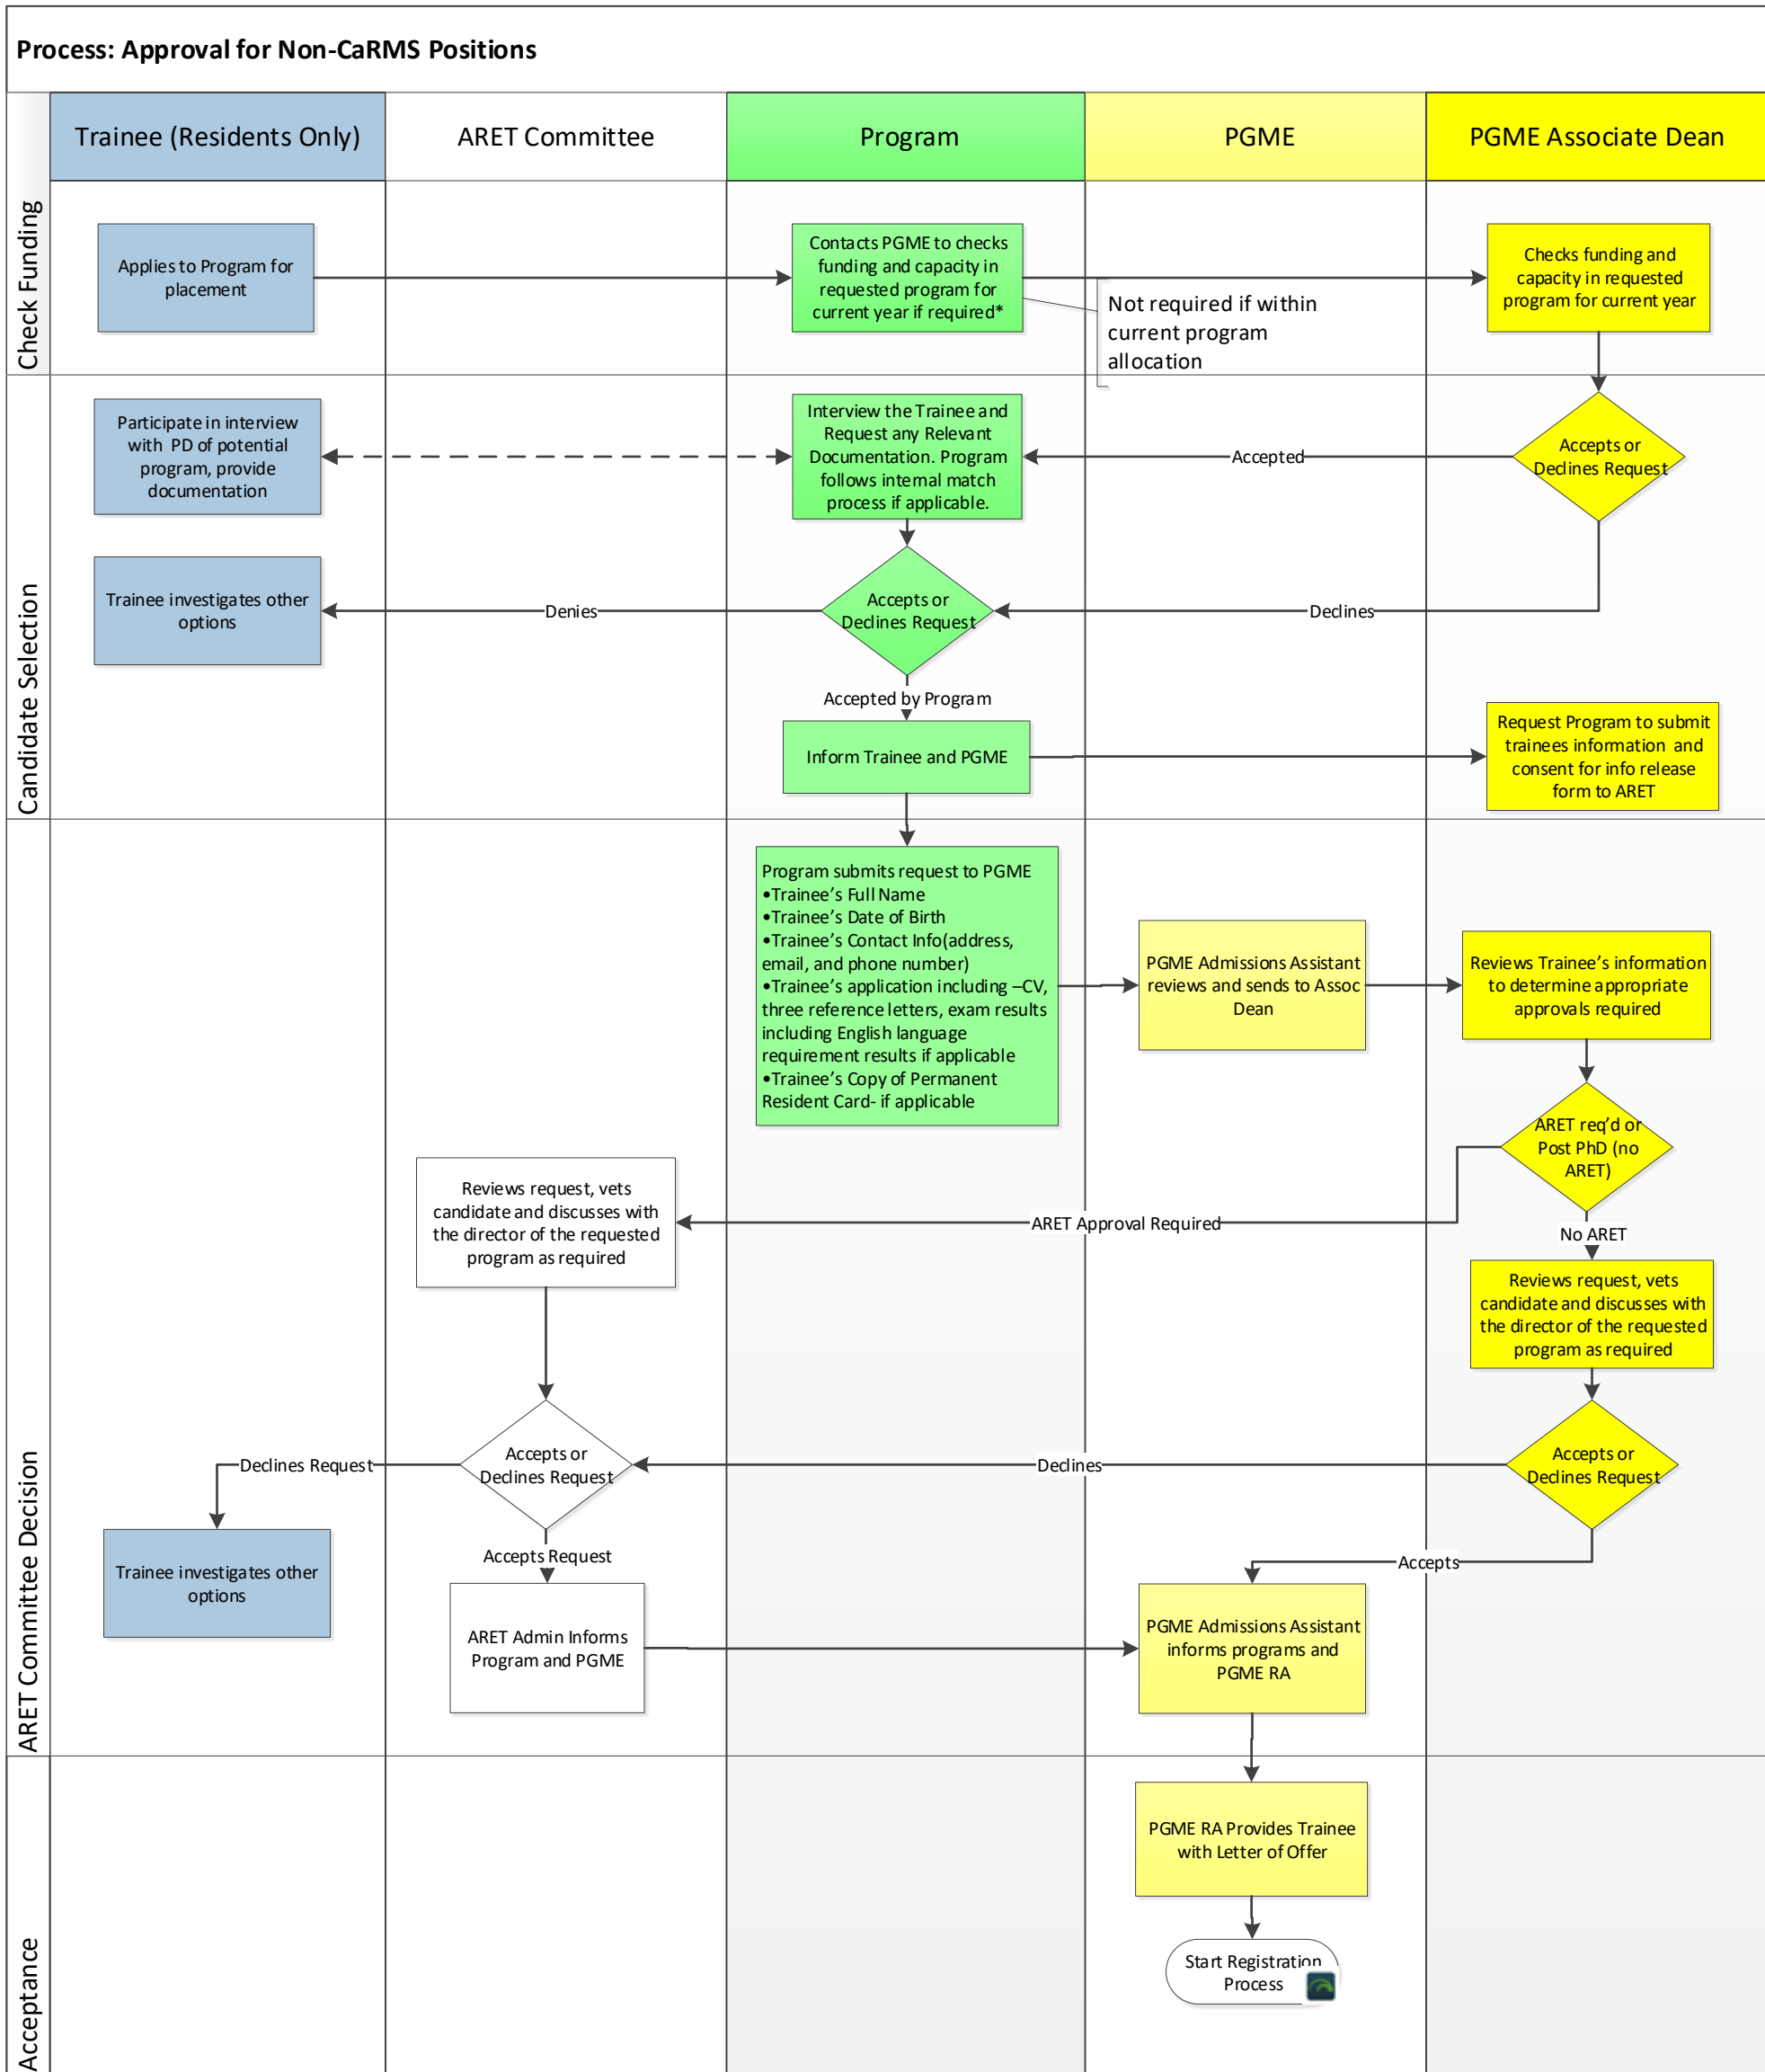 Process: Approval for Non-CaRMS Positions
Trainee (Residents Only)
ARET Committee
Program
PGME
PGME Associate Dean
Check Funding
Applies to Program for
placement
Contacts PGME to checks
funding and capacity in
requested program for
current year if required*
Not required if within
current program
allocation
Checks funding and
capacity in requested
program for current year
Candidate Selection
Participate in interview
with PD of potential
program, provide
documentation
Interview the Trainee and
Request any Relevant
Documentation. Program
follows internal match
process if applicable.
Accepted
Accepts or
Declines Request
Trainee investigates other
options
Denies
Accepts or
Declines Request
Declines
Accepted by Program
Inform Trainee and PGME
Request Program to submit
trainees information and
consent for info release
form to ARET
ARET Committee Decision
Program submits request to PGME
•Trainee’s Full Name
•Trainee’s Date of Birth
•Trainee’s Contact Info(address,
email, and phone number)
•Trainee’s application including –CV,
three reference letters, exam results
including English language
requirement results if applicable
•Trainee’s Copy of Permanent
Resident Card- if applicable
PGME Admissions Assistant
reviews and sends to Assoc
Dean
Reviews Trainee’s information
to determine appropriate
approvals required
ARET req’d or
Post PhD (no
ARET)
Reviews request, vets
candidate and discusses with
the director of the requested
program as required
ARET Approval Required
No ARET
Reviews request, vets
candidate and discusses with
the director of the requested
program as required
Declines Request
Accepts or
Declines Request
Declines
Accepts or
Declines Request
Trainee investigates other
options
Accepts Request
Accepts
ARET Admin Informs
Program and PGME
PGME Admissions Assistant
informs programs and
PGME RA
Acceptance
PGME RA Provides Trainee
with Letter of Offer
Start Registration
Process